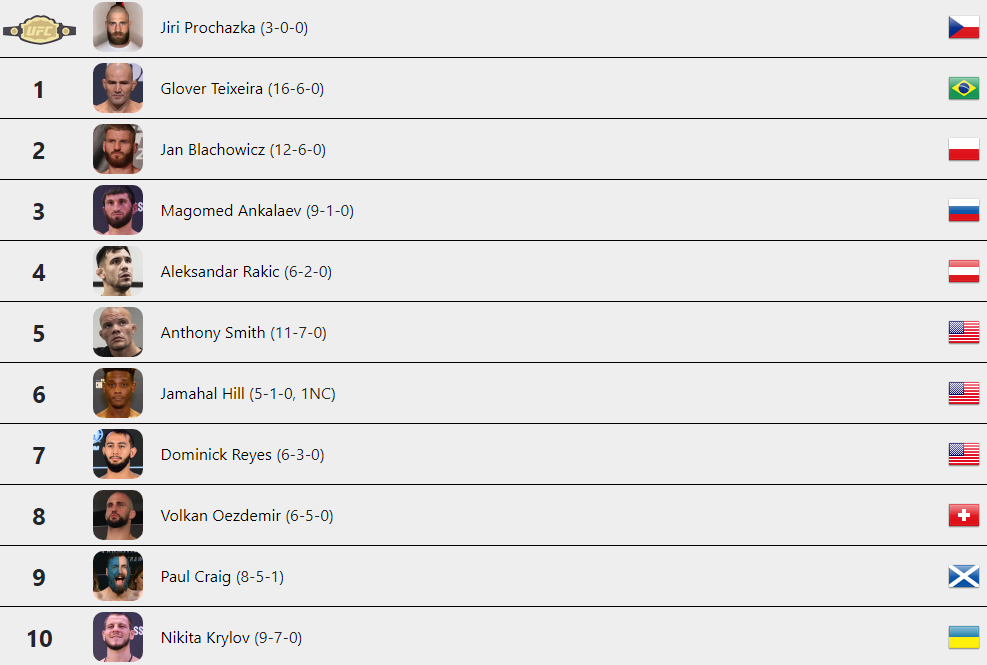 UFC
Jiri Prochazka (3-0-0)
1 Glover Teixeira (16-6-0)
2 Jan Blachowicz (12-6-0)
3 Magomed Ankalaev (9-1-0)
4 Aleksandar Rakic (6-2-0)
5 Anthony Smith (11-7-0)
6 Jamahal Hill (5-1-0, 1NC)
7 Dominick Reyes (6-3-0)
8 Volkan Oezdemir (6-5-0)
9 Paul Craig (8-5-1)
10 Nikita Krylov (9-7-0)